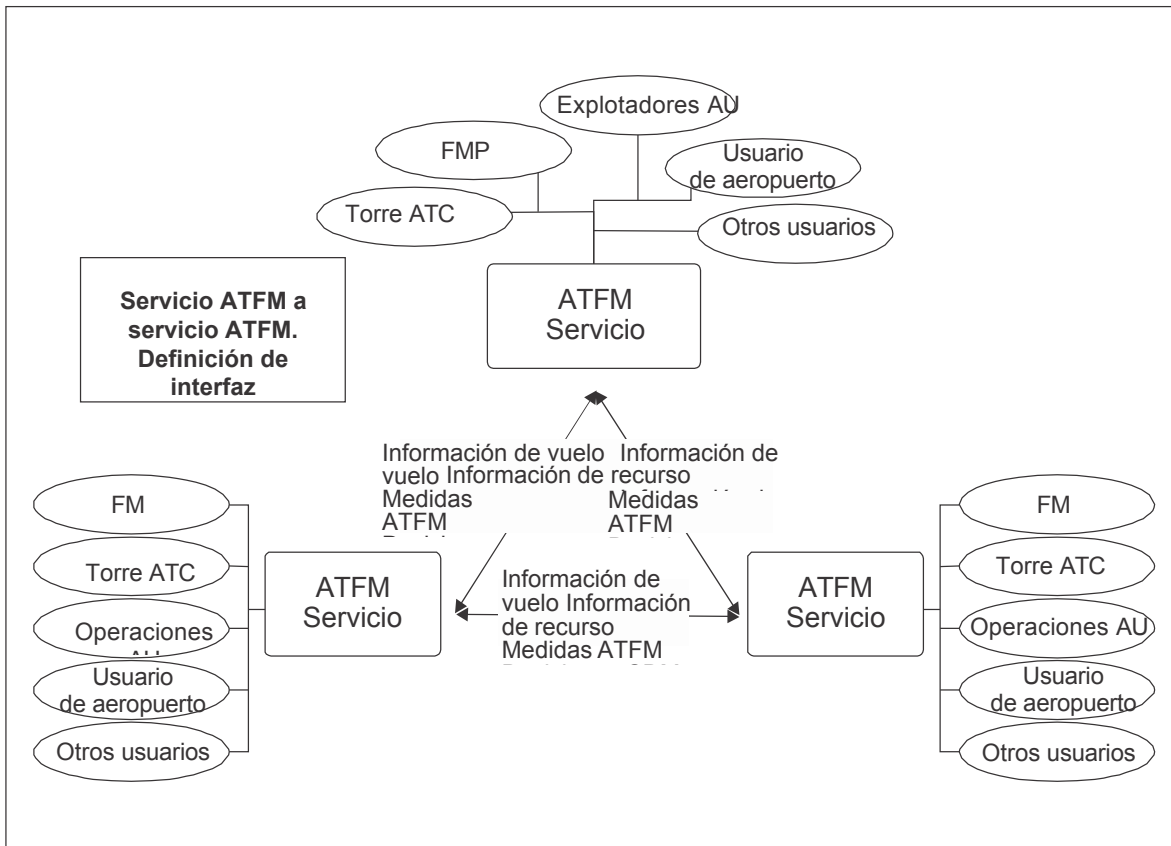 Explotadores AU
FMP
Usuario
de aeropuerto
Torre ATC
Otros usuarios
Servicio ATFM a
servicio ATFM.
Definición de
interfaz
ATFM
Servicio
Información de vuelo
vuelo Información de recurso
Medidas
ATFM
Información de
Medidas
ATFM
FM
Torre ATC
Operaciones
Usuario
de aeropuerto
Otros usuarios
ATFM
Servicio
Información de
vuelo Información
de recurso
Medidas ATFM
ATFM
Servicio
FM
Torre ATC
Operaciones AU
Usuario
de aeropuerto
Otros usuarios